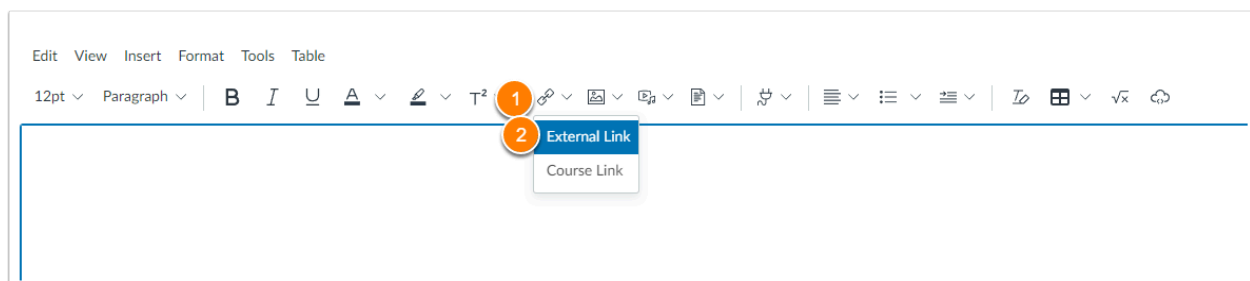 Edit View Insert Format Tools Table
12pt Paragraph B I U A T² 1
2 External Link
Course Link